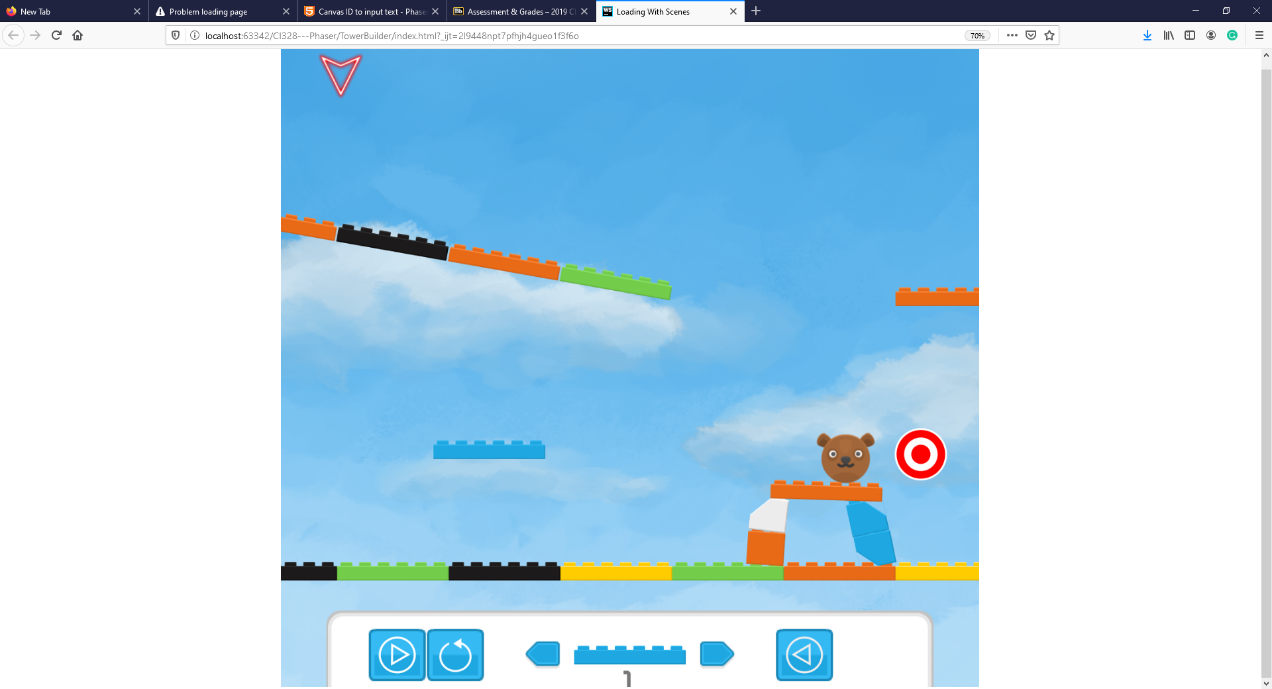 New Tab
Problem loading page
Canvas ID to input text - Phase
Assessment & Grades – 2019 C
Loading With Scenes
localhost:63342/CI328---Phaser/TowerBuilder/index.html?_ijt=2l9448npt7pfhjh4gueo1f3f6o
70%
1